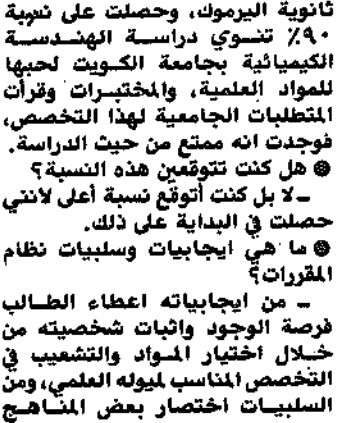 ثانوية اليرموك، وحصلت على نسبة
٩٠٪ تنوي دراسة الهندسة
الكيميائية بجامعة الكويت لحبها
للمواد العلمية، والمختبرات وقرأت
المتطلبات الجامعية لهذا التخصص،
فوجدت انه ممتع من حيث الدراسة.
● هل كنت تتوقعين هذه النسبة؟
ـ لا بل كنت أتوقع نسبة أعلى لأنني
حصلت في البداية على ذلك.
● ما هي ايجابيات وسلبيات نظام
المقررات؟
ـ من ايجابياته اعطاء الطالب
فرصة الوجود واثبات شخصيته من
خلال اختيار المواد والتشعيب في
التخصص المناسب لميوله العلمي، ومن
السلبيات اختصار بعض المناهج